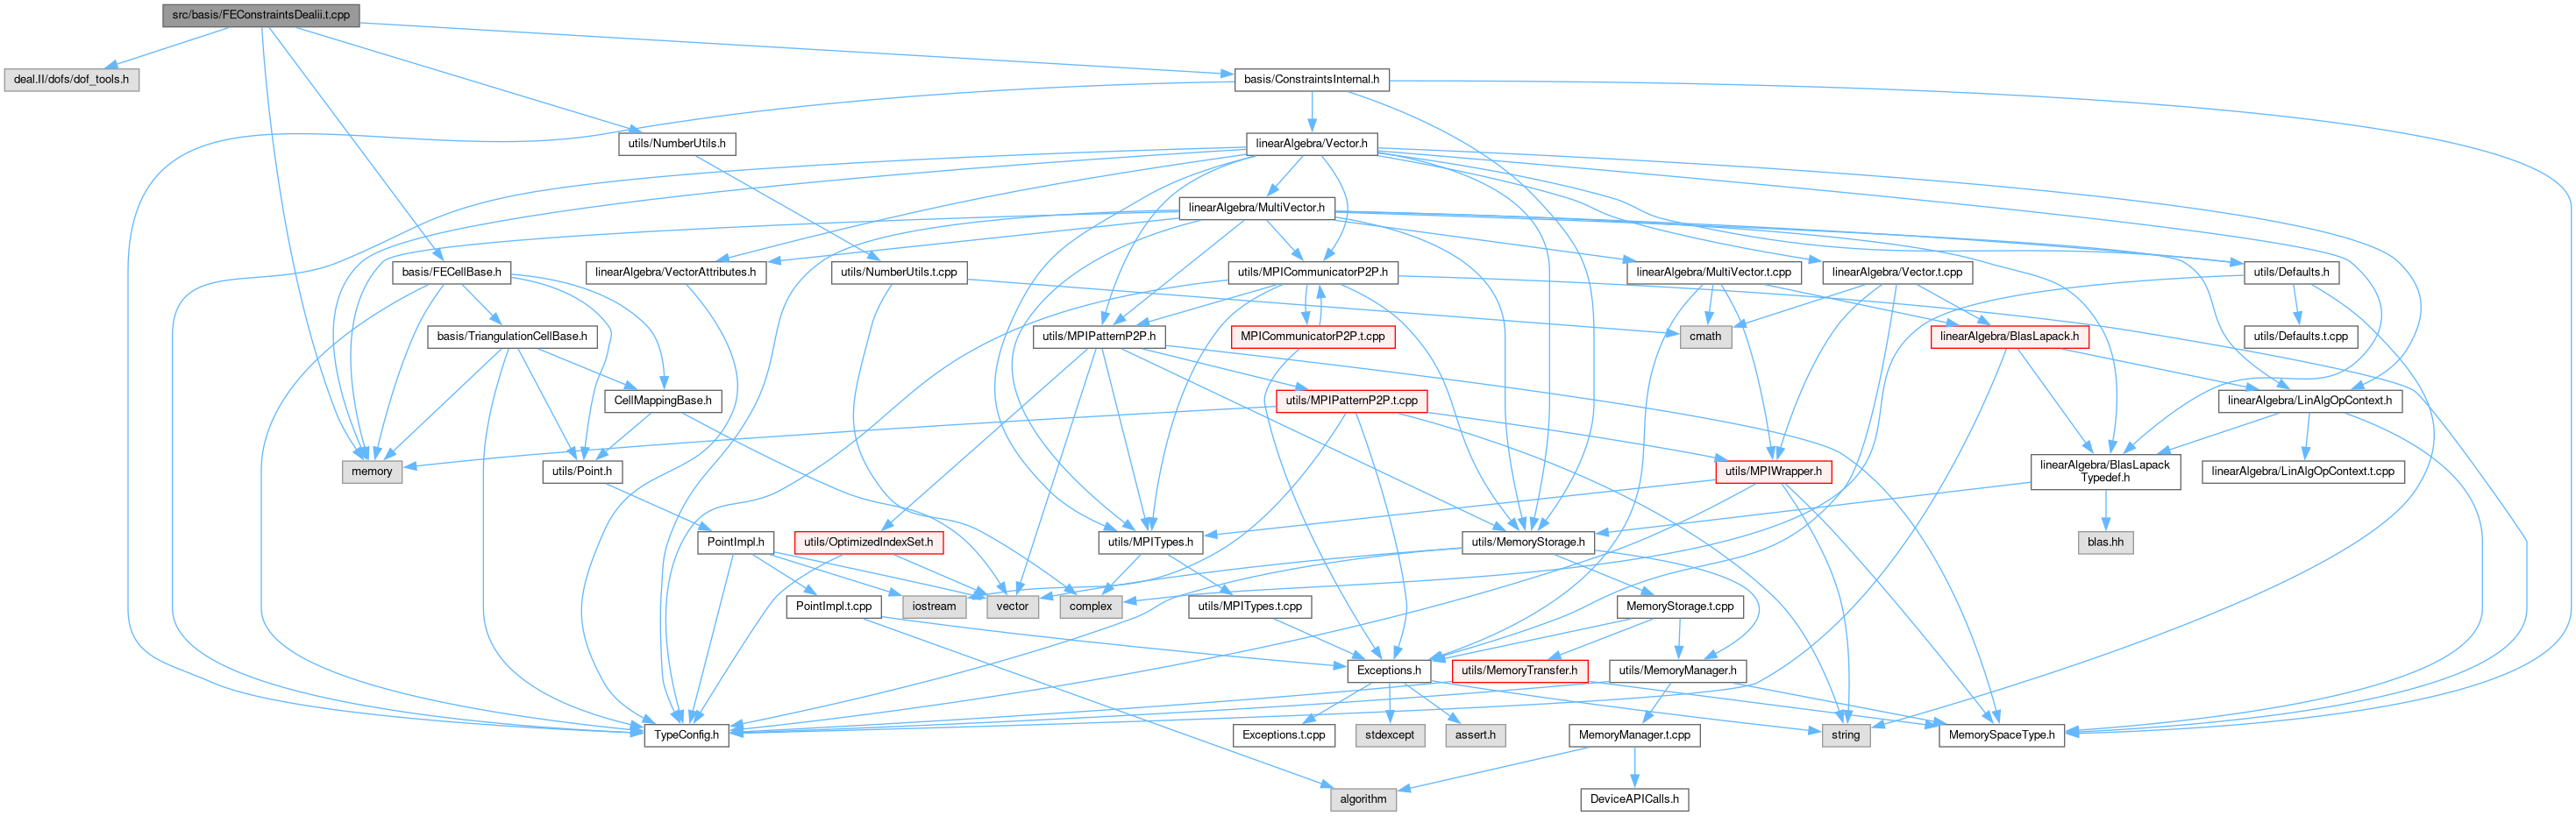 src/basis/FEConstraintsDealii.t.cpp
deal.II/dofs/dof_tools.h
basis/ConstraintsInternal.h
utils/NumberUtils.h
linearAlgebra/Vector.h
linearAlgebra/MultiVector.h
basis/FECellBase.h
linearAlgebra/VectorAttributes.h
utils/NumberUtils.t.cpp
utils/MPICommunicatorP2P.h
linearAlgebra/MultiVector.t.cpp
linearAlgebra/Vector.t.cpp
utils/Defaults.h
basis/TriangulationCellBase.h
utils/MPIPatternP2P.h
MPICommunicatorP2P.t.cpp
cmath
linearAlgebra/BlasLapack.h
utils/Defaults.t.cpp
CellMappingBase.h
utils/MPIPatternP2P.t.cpp
linearAlgebra/LinAlgOpContext.h
memory
utils/Point.h
utils/MPIWrapper.h
linearAlgebra/BlasLapack
Typedef.h
linearAlgebra/LinAlgOpContext.t.cpp
PointImpl.h
utils/OptimizedIndexSet.h
utils/MPITypes.h
utils/MemoryStorage.h
blas.hh
PointImpl.t.cpp
iostream
vector
complex
utils/MPITypes.t.cpp
MemoryStorage.t.cpp
Exceptions.h
utils/MemoryTransfer.h
utils/MemoryManager.h
TypeConfig.h
Exceptions.t.cpp
stdexcept
assert.h
MemoryManager.t.cpp
string
MemorySpaceType.h
algorithm
DeviceAPICalls.h